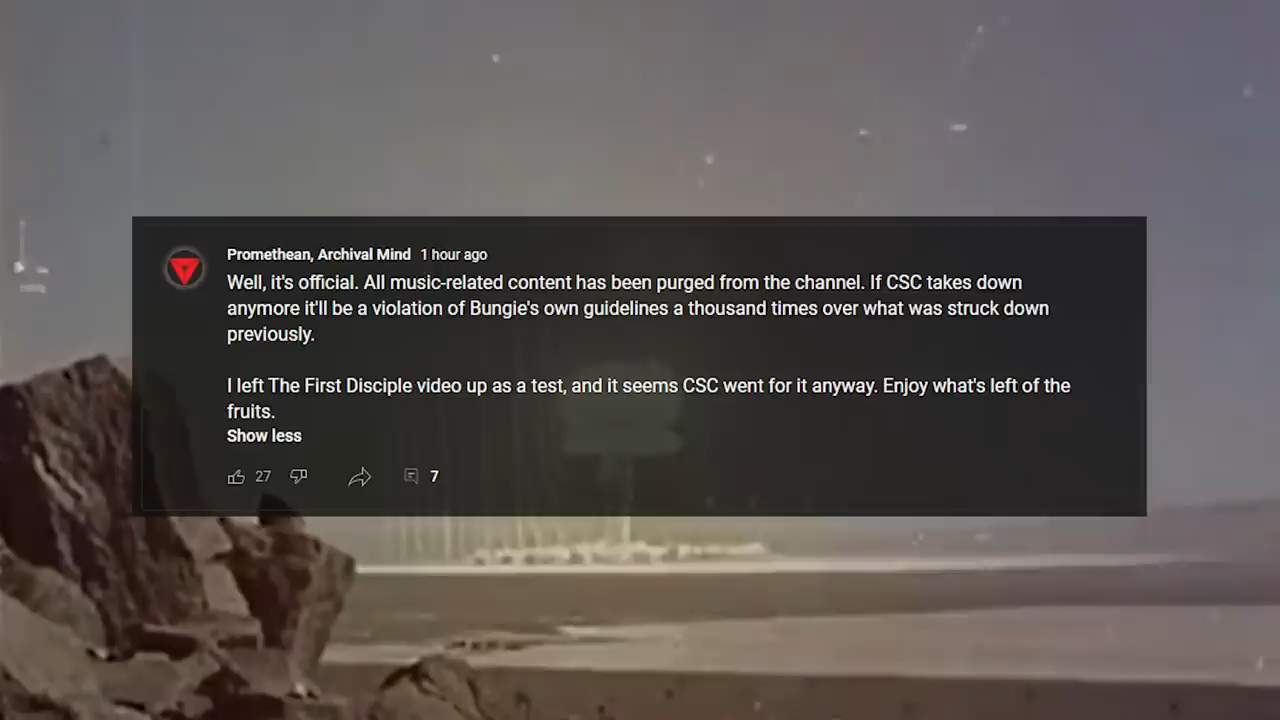 Promethean, Archival Mind 1 hour ago
Well, it's official. All music-related content has been purged from the channel. If CSC takes down
anymore it'll be a violation of Bungie's own guidelines a thousand times over what was struck down
previously.
I left The First Disciple video up as a test, and it seems CSC went for it anyway. Enjoy what's left of the
fruits.
Show less
27 7